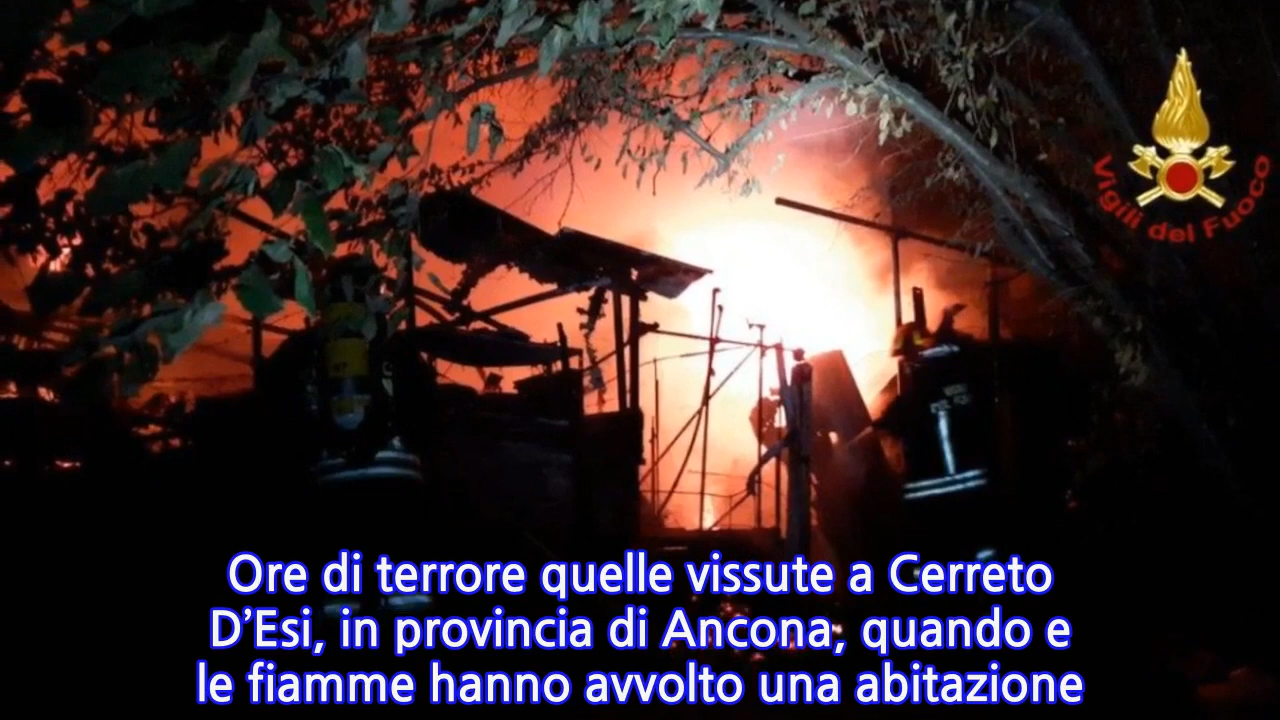 Vigili del Fuoco
Ore di terrore quelle vissute a Cerreto
D’Esi, in provincia di Ancona, quando e
le fiamme hanno avvolto una abitazione